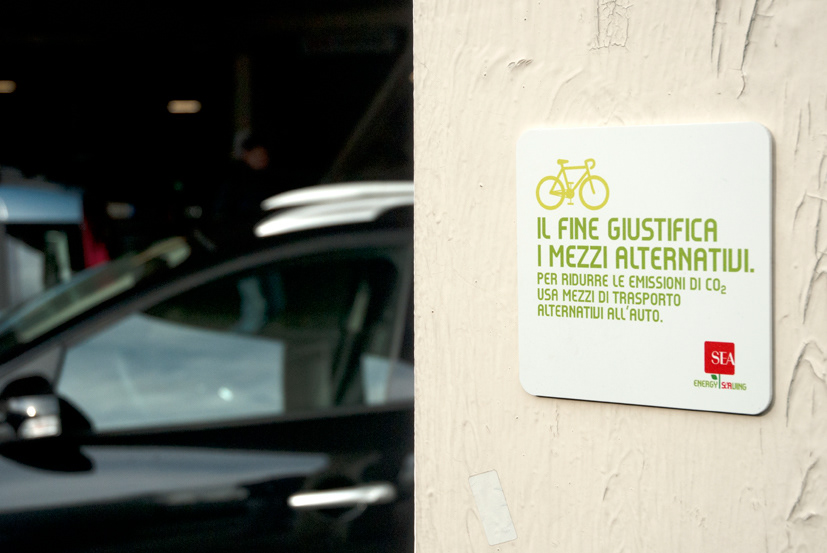 IL FINE GIUSTIFICA
I MEZZI ALTERNATIVI.
PER RIDURRE LE EMISSIONI DI CO₂
USA MEZZI DI TRASPORTO
ALTERNATIVI ALL'AUTO.
SEA
ENERGY SEAVING